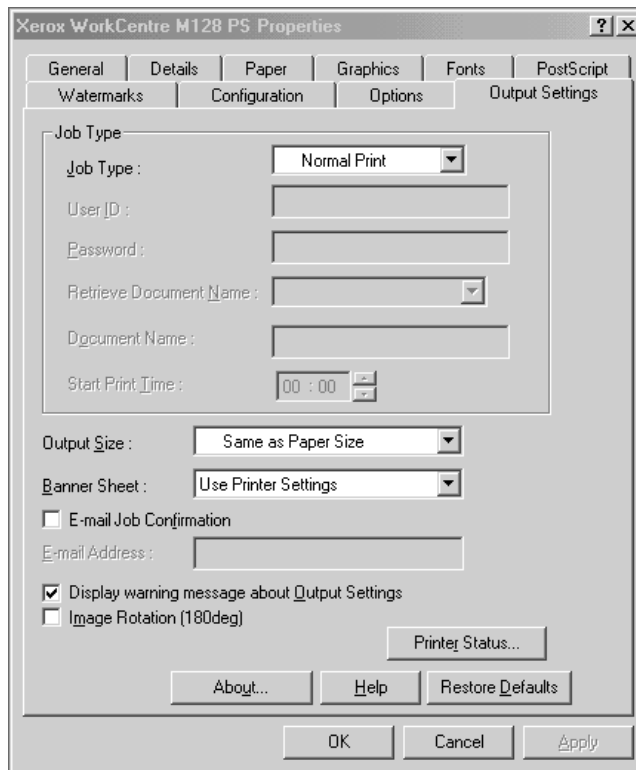 Xerox WorkCentre M128 PS Properties
General Details Paper Graphics Fonts PostScript
Watermarks Configuration Options Output Settings
Job Type
Job Type : Normal Print
User ID :
Password :
Retrieve Document Name :
Document Name :
Start Print Time : 00 : 00
Output Size : Same as Paper Size
Banner Sheet : Use Printer Settings
E-mail Job Confirmation
E-mail Address :
Display warning message about Output Settings
Image Rotation (180deg)
Printer Status...
About... Help Restore Defaults
OK Cancel Apply